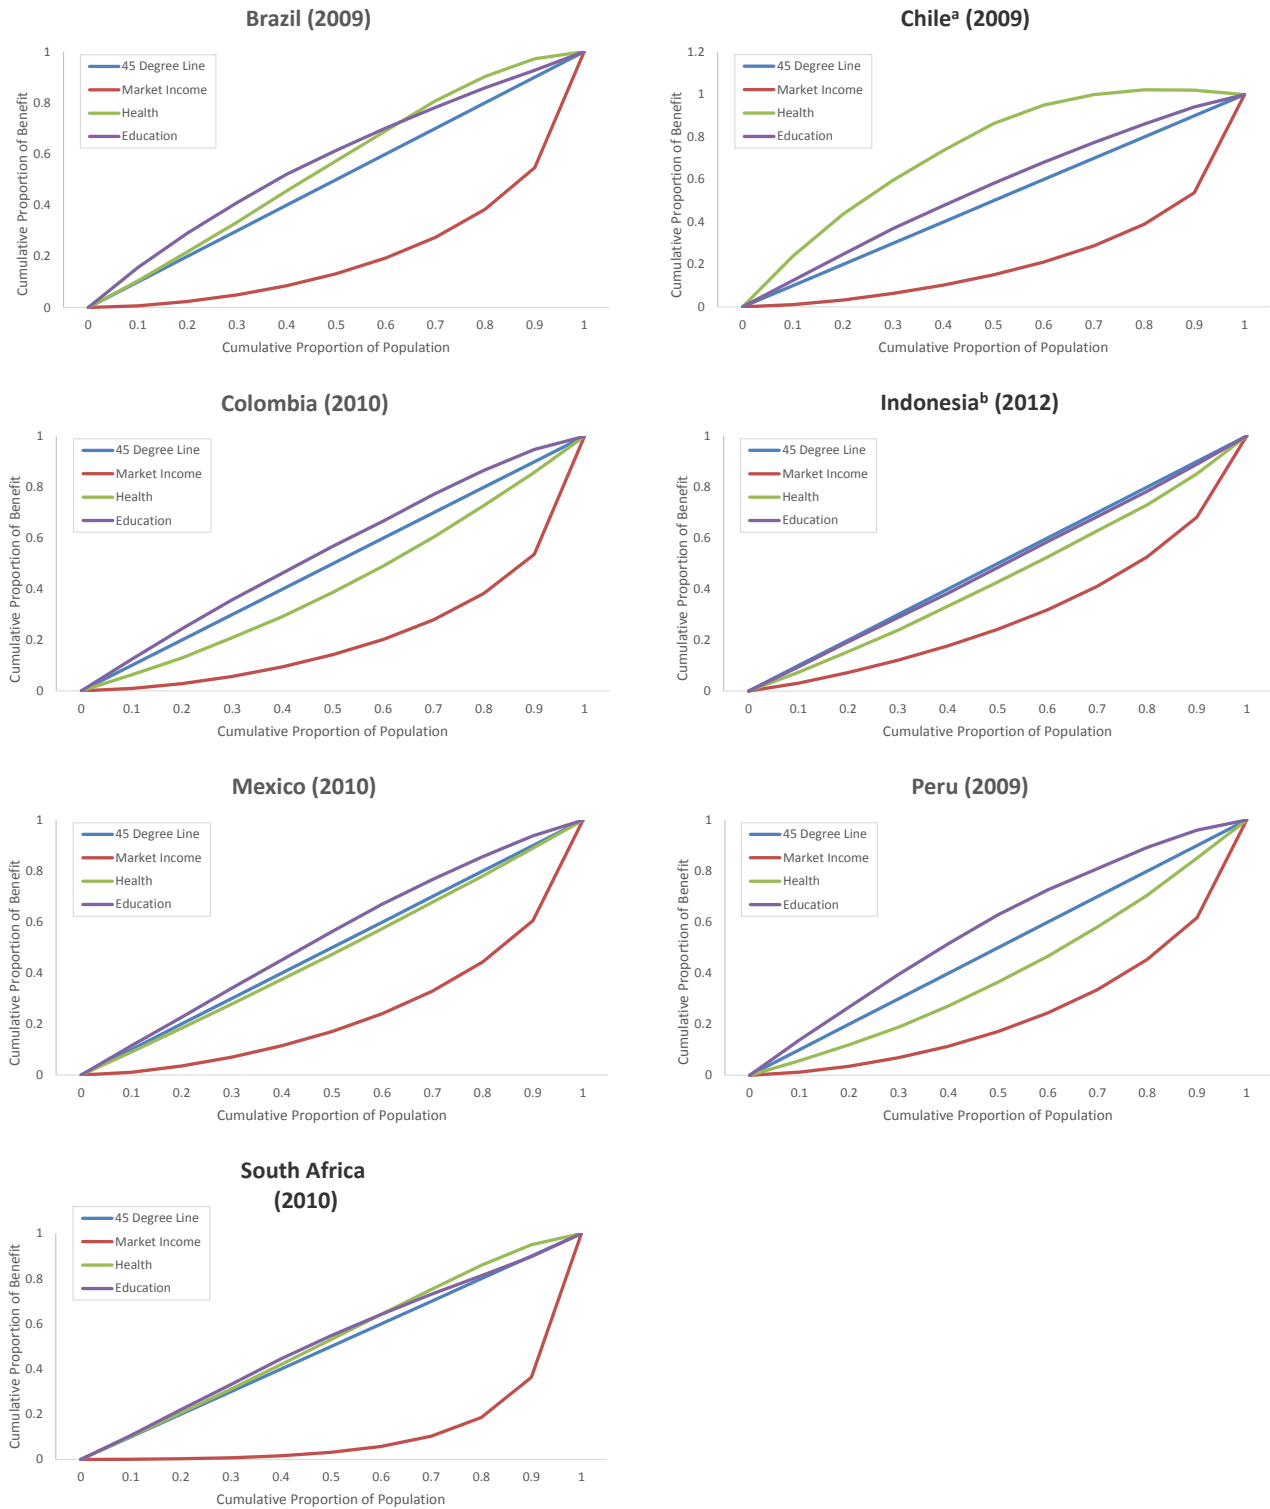 Brazil (2009)
Cumulative Proportion of Benefit
1
0.8
0.6
0.4
0.2
0
45 Degree Line
Market Income
Health
Education
0 0.1 0.2 0.3 0.4 0.5 0.6 0.7 0.8 0.9 1
Cumulative Proportion of Population
Chileᵃ (2009)
Cumulative Proportion of Benefit
1.2
1
0.8
0.6
0.4
0.2
0
45 Degree Line
Market Income
Health
Education
0 0.1 0.2 0.3 0.4 0.5 0.6 0.7 0.8 0.9 1
Cumulative Proportion of Population
Colombia (2010)
Cumulative Proportion of Benefit
1
0.8
0.6
0.4
0.2
0
45 Degree Line
Market Income
Health
Education
0 0.1 0.2 0.3 0.4 0.5 0.6 0.7 0.8 0.9 1
Cumulative Proportion of Population
Indonesiaᵇ (2012)
Cumulative Proportion of Benefit
1
0.8
0.6
0.4
0.2
0
45 Degree Line
Market Income
Health
Education
0 0.1 0.2 0.3 0.4 0.5 0.6 0.7 0.8 0.9 1
Cumulative Proportion of Population
Mexico (2010)
Cumulative Proportion of Benefit
1
0.8
0.6
0.4
0.2
0
45 Degree Line
Market Income
Health
Education
0 0.1 0.2 0.3 0.4 0.5 0.6 0.7 0.8 0.9 1
Cumulative Proportion of Population
Peru (2009)
Cumulative Proportion of Benefit
1
0.8
0.6
0.4
0.2
0
45 Degree Line
Market Income
Health
Education
0 0.1 0.2 0.3 0.4 0.5 0.6 0.7 0.8 0.9 1
Cumulative Proportion of Population
South Africa
(2010)
Cumulative Proportion of Benefit
1
0.8
0.6
0.4
0.2
0
45 Degree Line
Market Income
Health
Education
0 0.1 0.2 0.3 0.4 0.5 0.6 0.7 0.8 0.9 1
Cumulative Proportion of Population